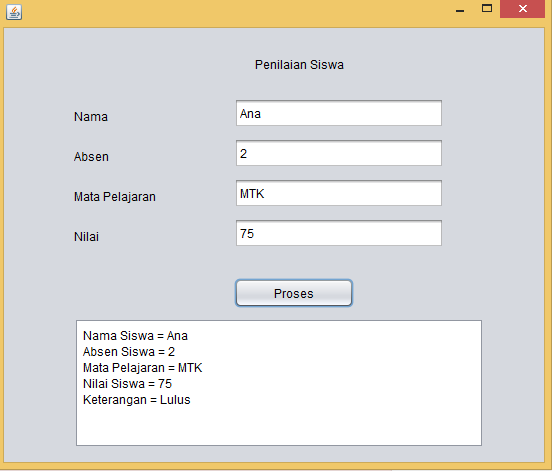 Penilaian Siswa
Nama
Ana
Absen
2
Mata Pelajaran
MTK
Nilai
75
Proses
Nama Siswa = Ana
Absen Siswa = 2
Mata Pelajaran = MTK
Nilai Siswa = 75
Keterangan = Lulus